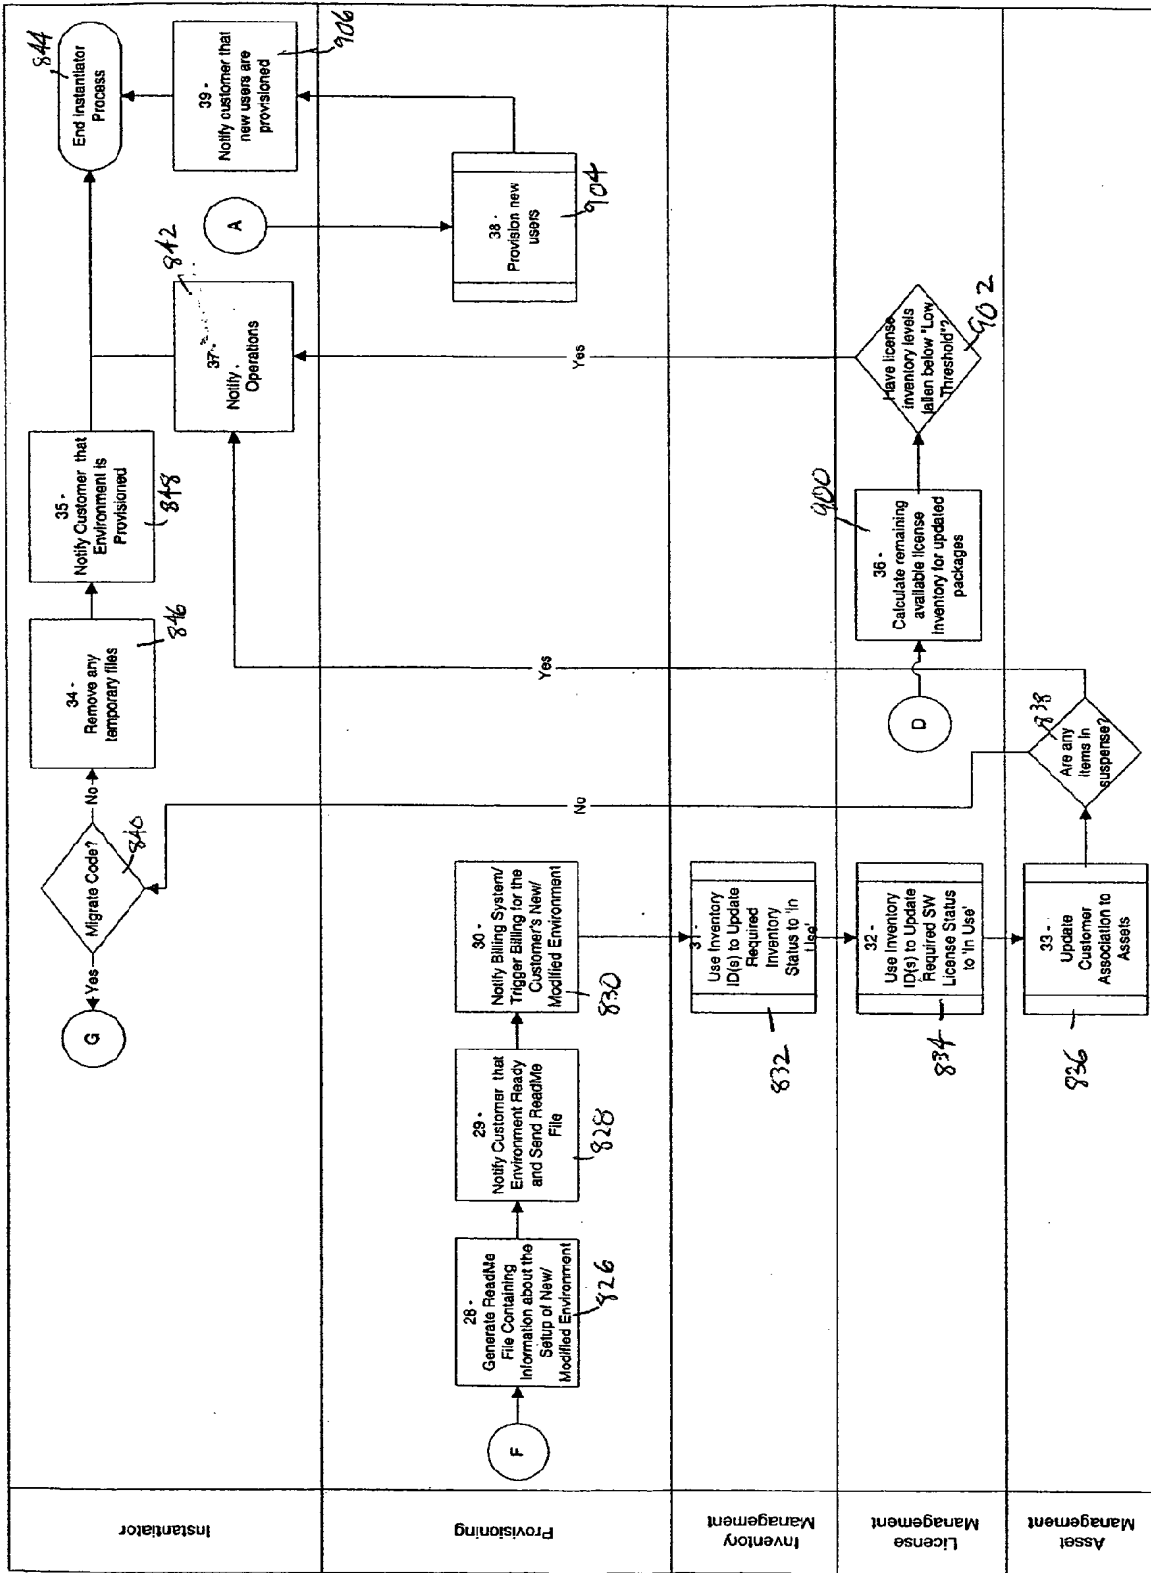 Instantiator
G
Yes
Migrate Code?
840
No
34 -
Remove any
temporary files
846
35 -
Notify Customer that
Environment is
Provisioned
848
37 -
Notify
Operations
842
A
39 -
Notify customer that
new users are
provisioned
906
End Instantiator
Process
844
Provisioning
F
28 -
Generate ReadMe
File Containing
Information about the
Setup of New/
Modified Environment
826
29 -
Notify Customer that
Environment Ready
and Send ReadMe
File
828
30 -
Notify Billing System/
Trigger Billing for the
Customer's New/
Modified Environment
830
No
Yes
Yes
38 -
Provision new
users
904
Inventory
Management
31 -
Use Inventory
ID(s) to Update
Required
Inventory
Status to 'In
Use'
832
License
Management
32 -
Use Inventory
ID(s) to Update
Required SW
License Status
to 'In Use'
834
D
36 -
Calculate remaining
available license
inventory for updated
packages
900
Have license
inventory levels
fallen below "Low
Threshold"?
902
Asset
Management
33 -
Update
Customer
Association to
Assets
836
Are any
items in
suspense?
838